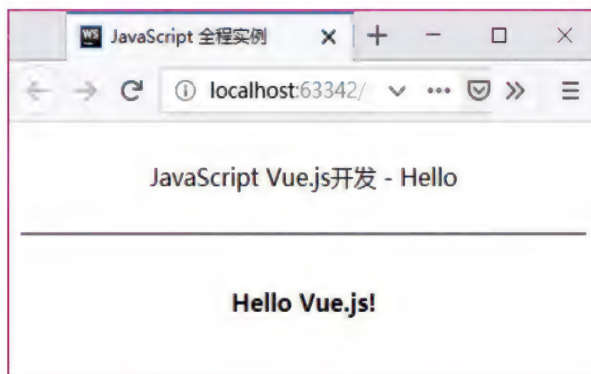 WS JavaScript 全程实例
localhost:63342/
JavaScript Vue.js开发 - Hello
Hello Vue.js!